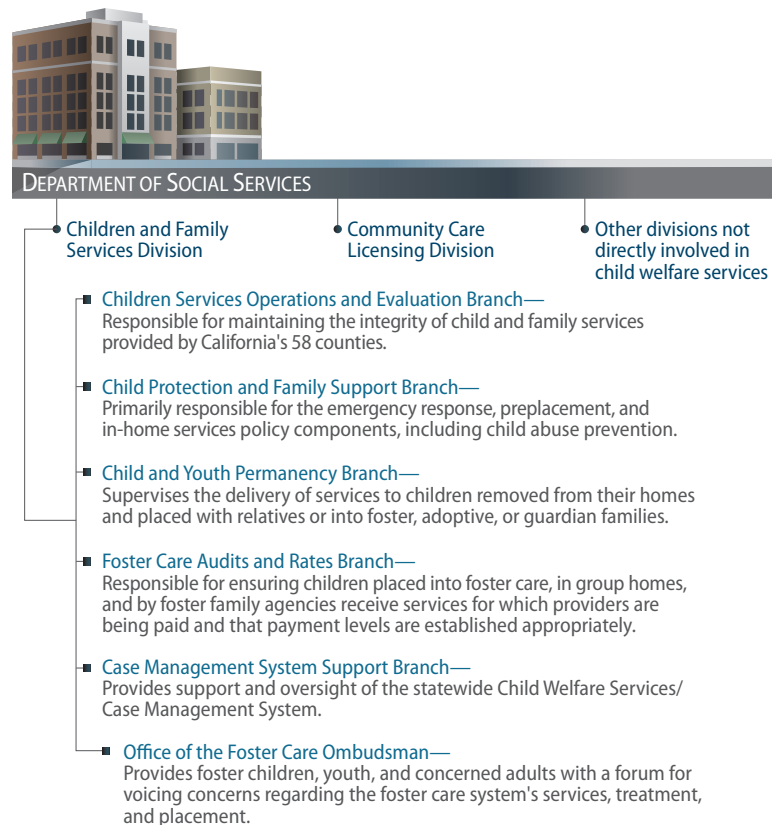 DEPARTMENT OF SOCIAL SERVICES
Children and Family
Services Division
Community Care
Licensing Division
Other divisions not
directly involved in
child welfare services
Children Services Operations and Evaluation Branch—
Responsible for maintaining the integrity of child and family services
provided by California's 58 counties.
Child Protection and Family Support Branch—
Primarily responsible for the emergency response, preplacement, and
in-home services policy components, including child abuse prevention.
Child and Youth Permanency Branch—
Supervises the delivery of services to children removed from their homes
and placed with relatives or into foster, adoptive, or guardian families.
Foster Care Audits and Rates Branch—
Responsible for ensuring children placed into foster care, in group homes,
and by foster family agencies receive services for which providers are
being paid and that payment levels are established appropriately.
Case Management System Support Branch—
Provides support and oversight of the statewide Child Welfare Services/
Case Management System.
Office of the Foster Care Ombudsman—
Provides foster children, youth, and concerned adults with a forum for
voicing concerns regarding the foster care system's services, treatment,
and placement.